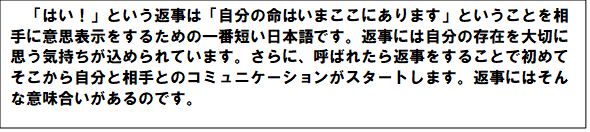 「はい！」という返事は「自分の命はいまここにあります」ということを相
手に意思表示をするための一番短い日本語です。返事には自分の存在を大切に
思う気持ちが込められています。さらに、呼ばれたら返事をすることで初めて
そこから自分と相手とのコミュニケーションがスタートします。返事にはそん
な意味合いがあるのです。